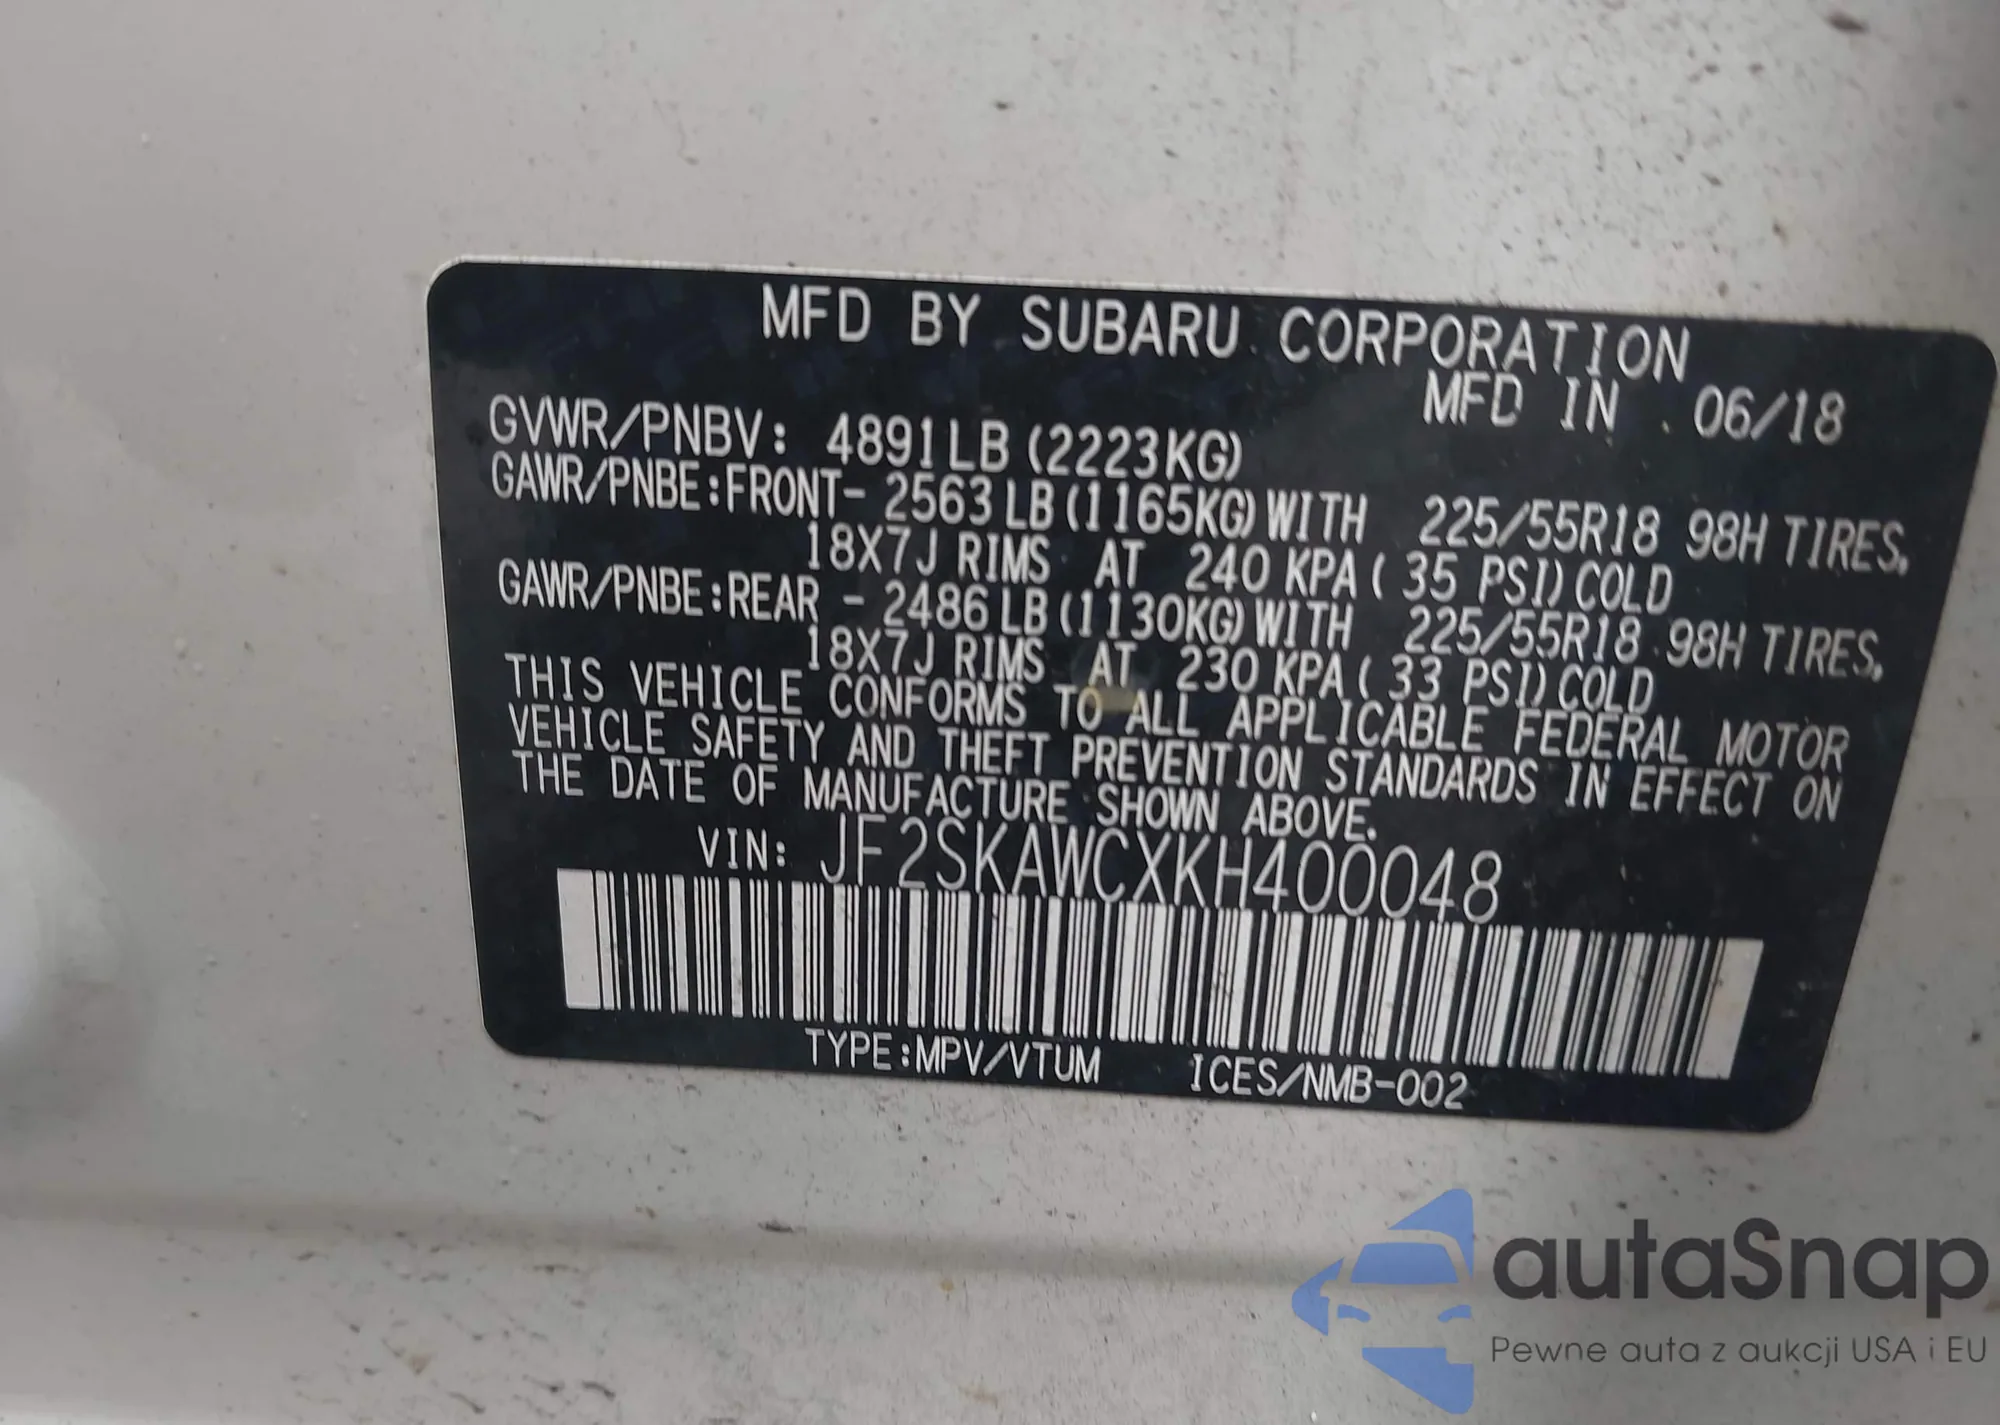 MFD BY SUBARU CORPORATION
MFD IN 06/18
GVWR/PNBV: 4891LB (2223KG)
GAWR/PNBE:FRONT- 2563 LB (1165KG) WITH 225/55R18 98H TIRES,
18X7J RIMS AT 240 KPA ( 35 PSI) COLD
GAWR/PNBE:REAR - 2486 LB (1130KG) WITH 225/55R18 98H TIRES,
18X7J RIMS AT 230 KPA ( 33 PSI) COLD
THIS VEHICLE CONFORMS TO ALL APPLICABLE FEDERAL MOTOR
VEHICLE SAFETY AND THEFT PREVENTION STANDARDS IN EFFECT ON
THE DATE OF MANUFACTURE SHOWN ABOVE.
VIN: JF2SKAWCXKH400048
TYPE:MPV/VTUM ICES/NMB-002
autaSnap
Pewne auta z aukcji USA i EU